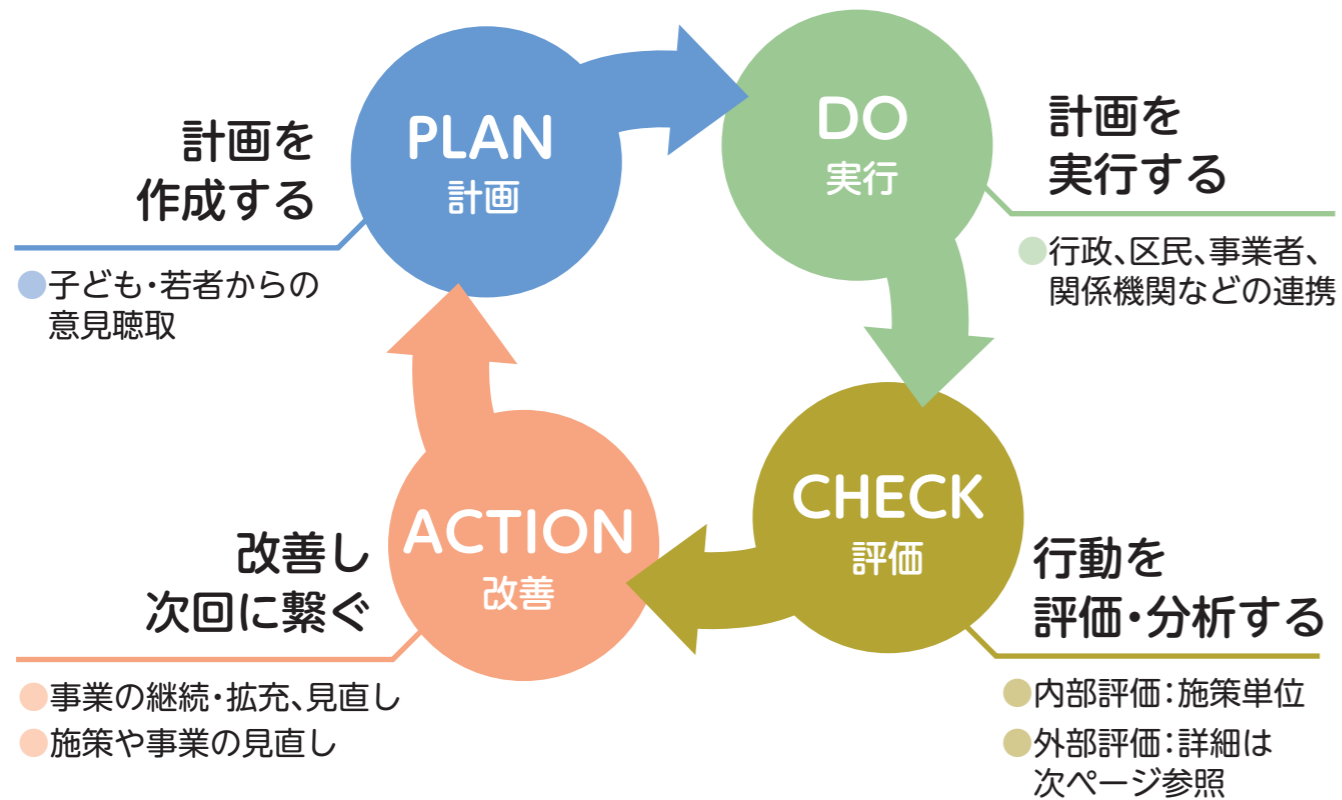 PLAN
計画
計画を
作成する
●子ども・若者からの
意見聴取
DO
実行
計画を
実行する
●行政、区民、事業者、
関係機関などの連携
CHECK
評価
行動を
評価・分析する
●内部評価：施策単位
●外部評価：詳細は
次ページ参照
ACTION
改善
改善し
次回に繋ぐ
●事業の継続・拡充、見直し
●施策や事業の見直し